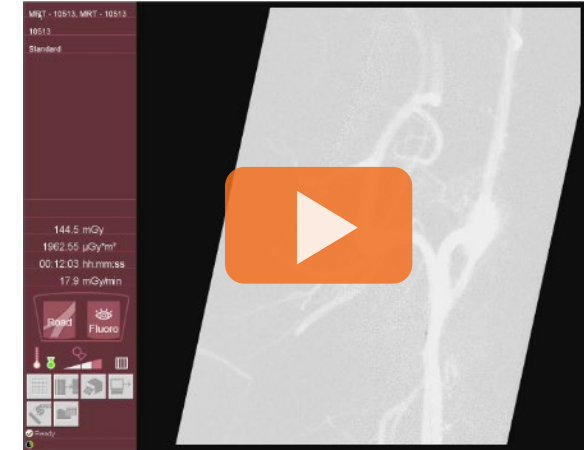 MRT - 10513, MRT - 10513
10513
Standard
144.5 mGy
1962.55 µGy*m²
00:12:03 hh:mm:ss
17.9 mGy/min
Road
Fluoro
Ready